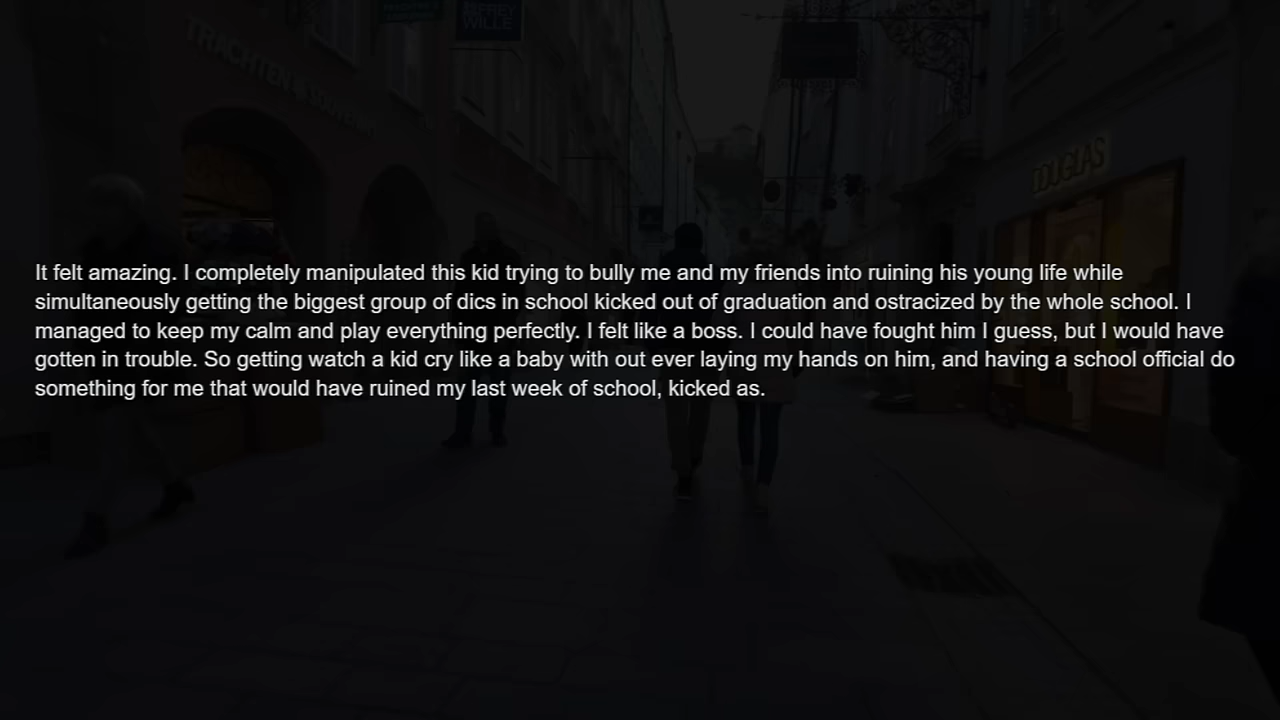 TRACHTEN & SOUVENIR
WILLE
DOUGLAS
It felt amazing. I completely manipulated this kid trying to bully me and my friends into ruining his young life while
simultaneously getting the biggest group of dics in school kicked out of graduation and ostracized by the whole school. I
managed to keep my calm and play everything perfectly. I felt like a boss. I could have fought him I guess, but I would have
gotten in trouble. So getting watch a kid cry like a baby with out ever laying my hands on him, and having a school official do
something for me that would have ruined my last week of school, kicked as.